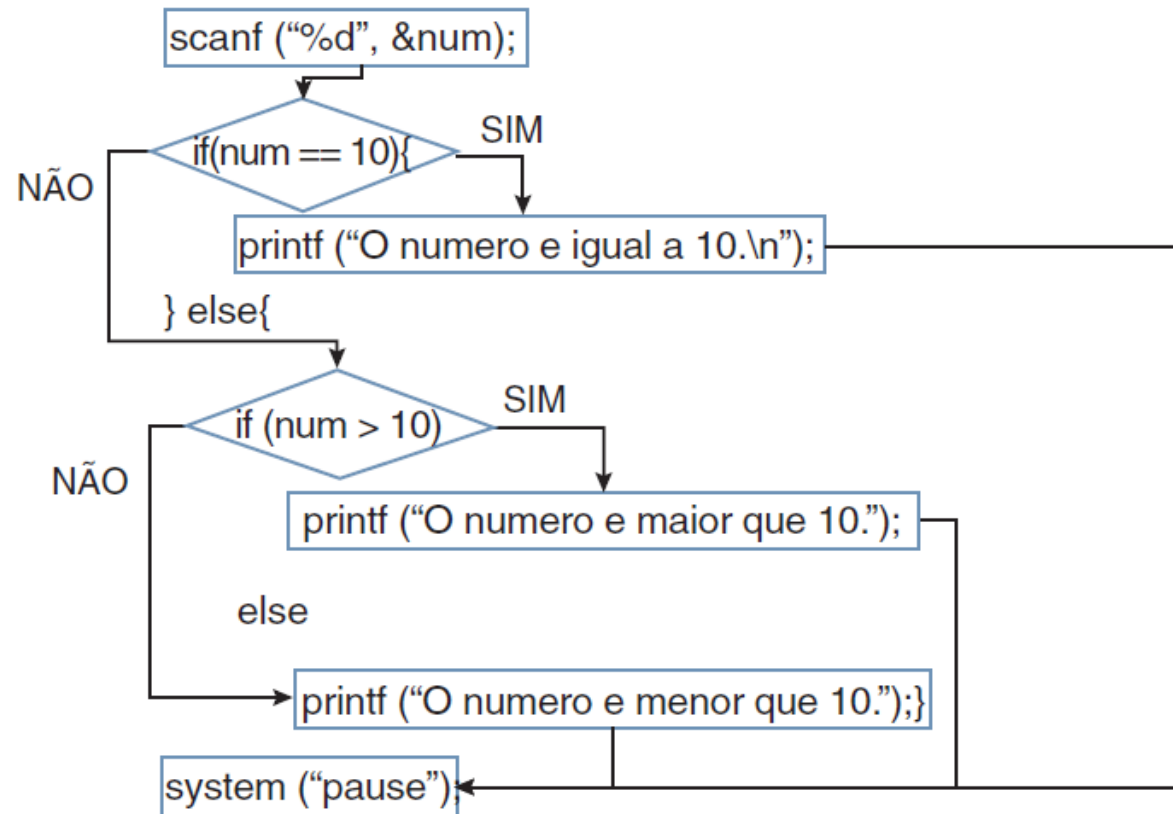 scanf (“%d”, &num);
if(num == 10){
SIM
NÃO
printf (“O numero e igual a 10.\n”);
} else{
if (num > 10)
SIM
NÃO
printf (“O numero e maior que 10.”);
else
printf (“O numero e menor que 10.”);}
system (“pause”);